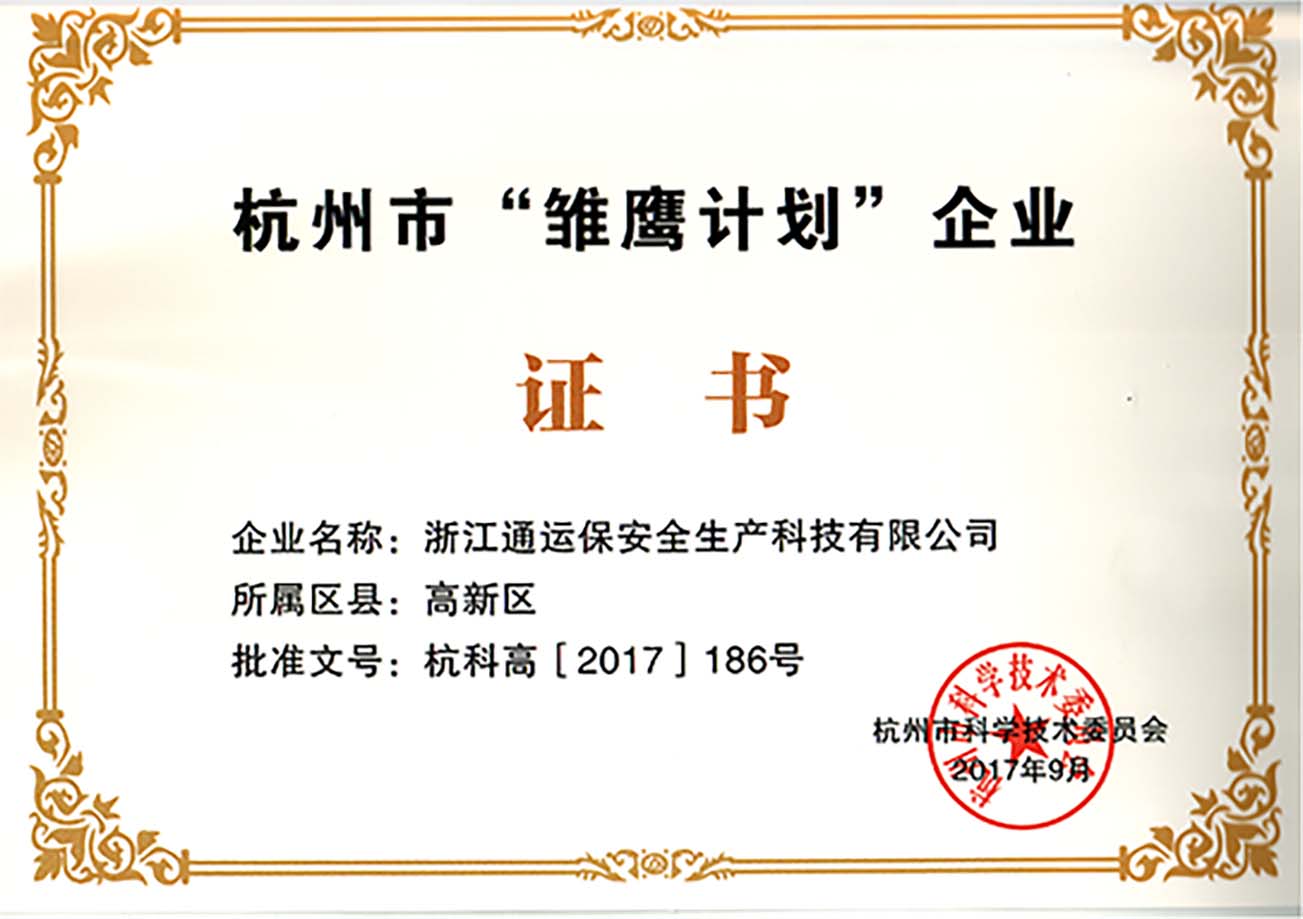 杭州市“雏鹰计划”企业
证 书
企业名称：浙江通运保安全生产科技有限公司
所属区县：高新区
批准文号：杭科高［2017］186号
杭州市科学技术委员会
2017年9月
杭州市科学技术委员会